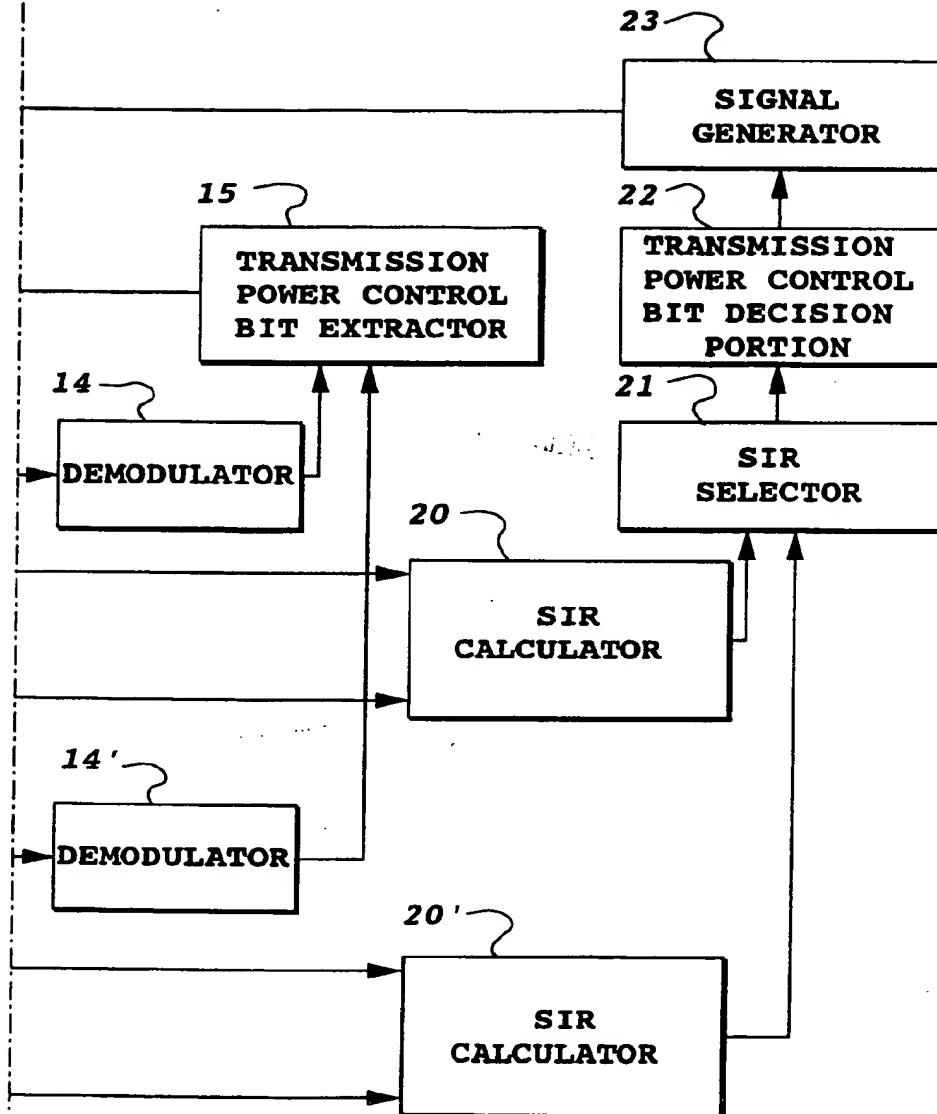 23
SIGNAL
GENERATOR
15
22
TRANSMISSION
POWER CONTROL
BIT EXTRACTOR
TRANSMISSION
POWER CONTROL
BIT DECISION
PORTION
14
21
DEMODULATOR
SIR
SELECTOR
20
SIR
CALCULATOR
14'
DEMODULATOR
20'
SIR
CALCULATOR